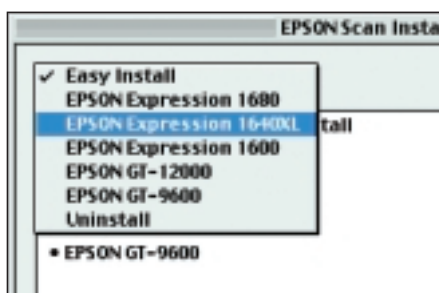 EPSON Scan Insta
✓ Easy Install
EPSON Expression 1680
EPSON Expression 1640XL
tall
EPSON Expression 1600
EPSON GT-12000
EPSON GT-9600
Uninstall
• EPSON GT-9600